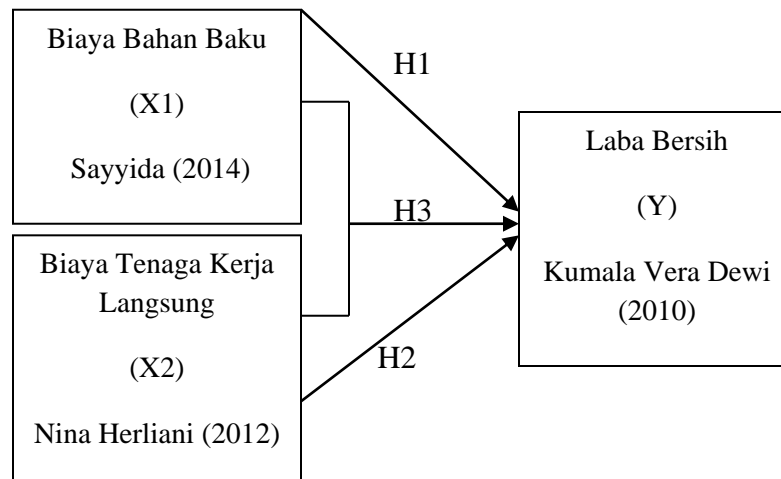 Biaya Bahan Baku
(X1)
Sayyida (2014)
H1
Laba Bersih
(Y)
Kumala Vera Dewi
(2010)
H3
Biaya Tenaga Kerja
Langsung
(X2)
Nina Herliani (2012)
H2